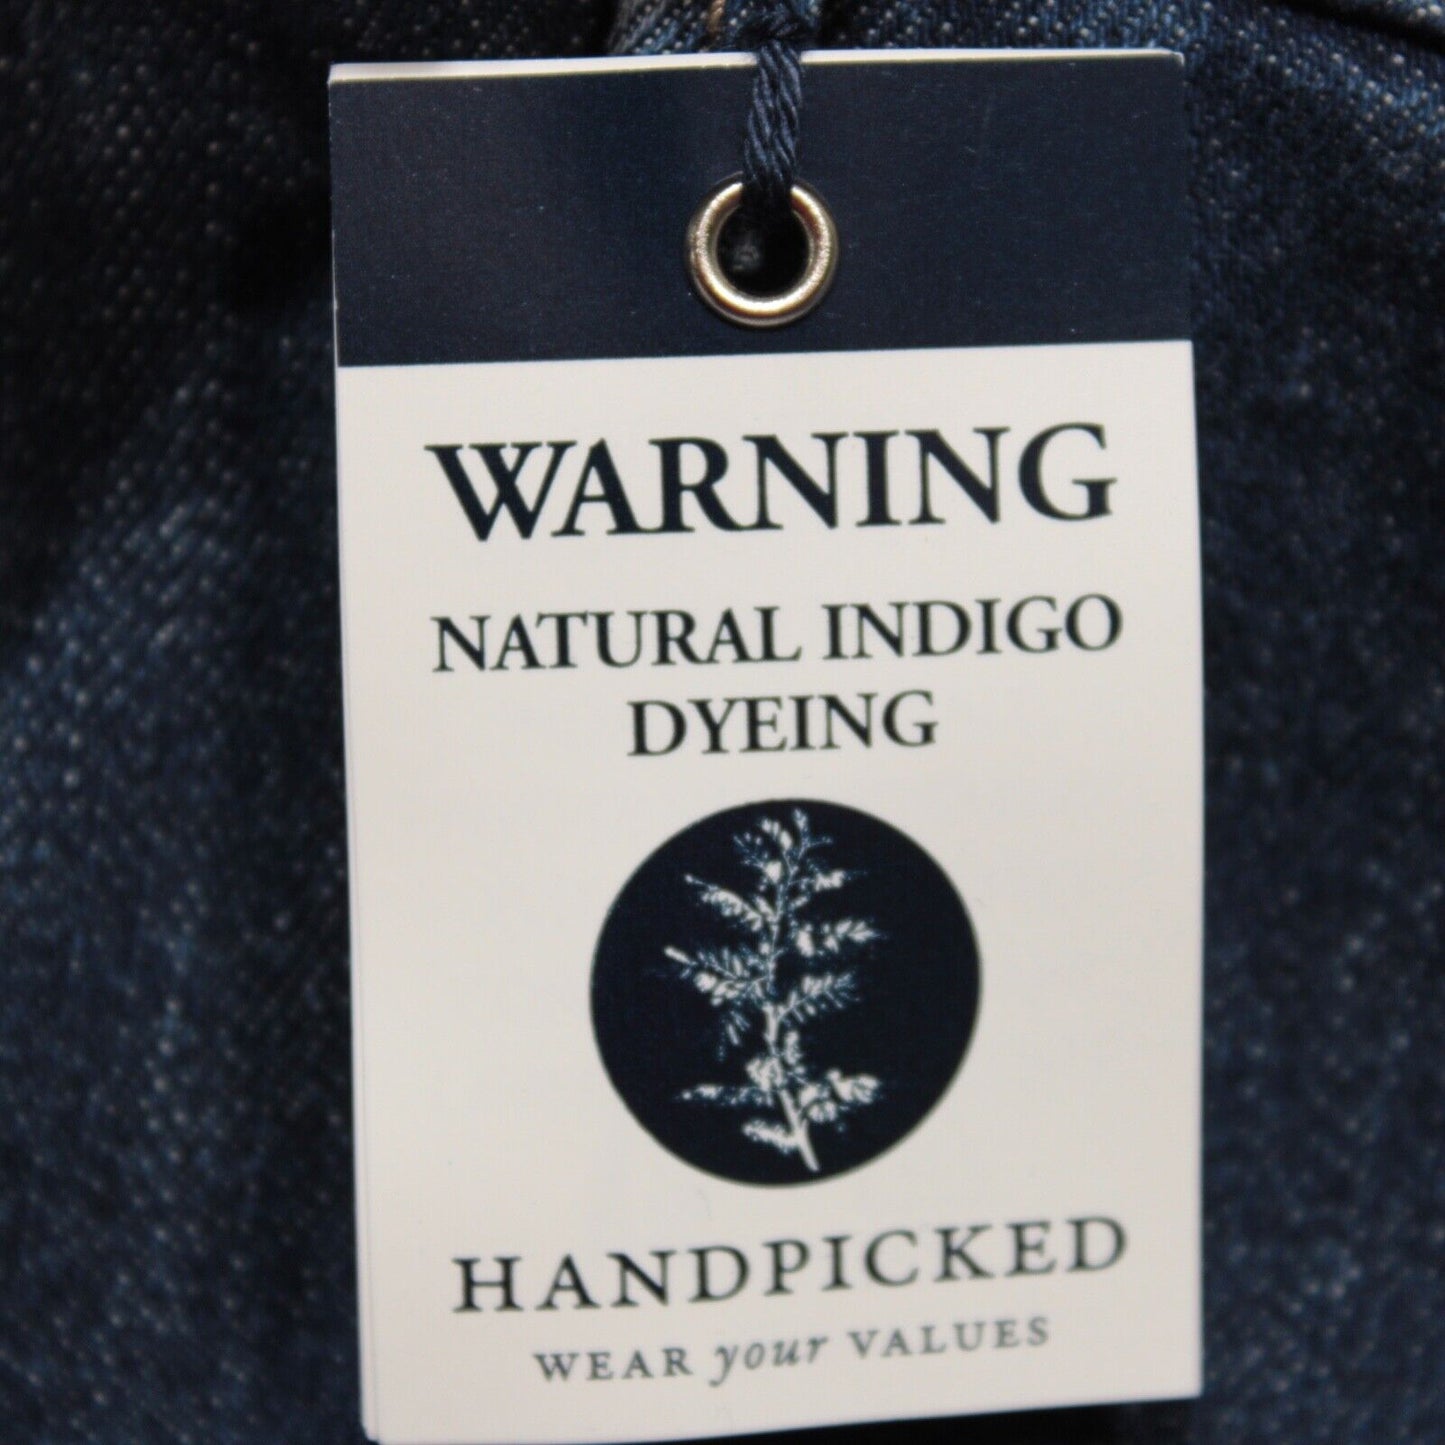 WARNING
NATURAL INDIGO
DYEING
HANDPICKED
WEAR your VALUES